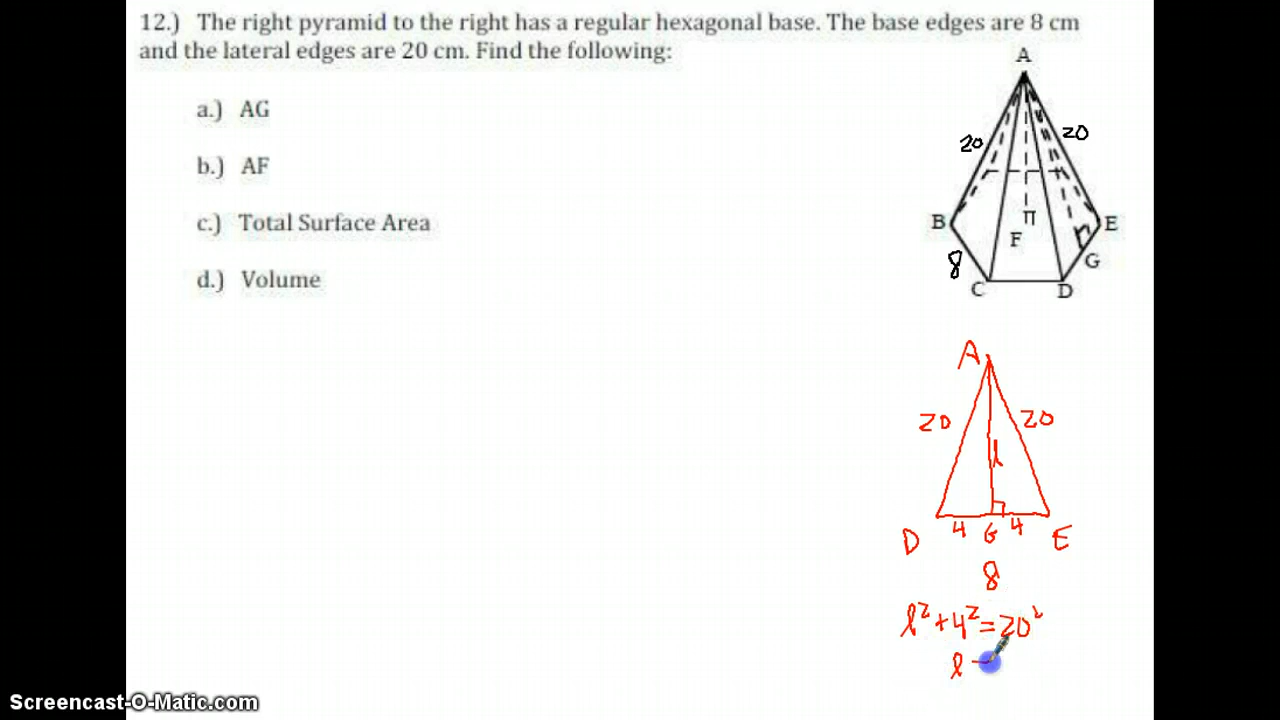 12.) The right pyramid to the right has a regular hexagonal base. The base edges are 8 cm
and the lateral edges are 20 cm. Find the following:
a.) AG
b.) AF
c.) Total Surface Area
d.) Volume
A
20
20
B
E
F
G
8
C
D
A
20
20
l
D
4
G
4
E
8
l² + 4² = 20²
l
Screencast-O-Matic.com